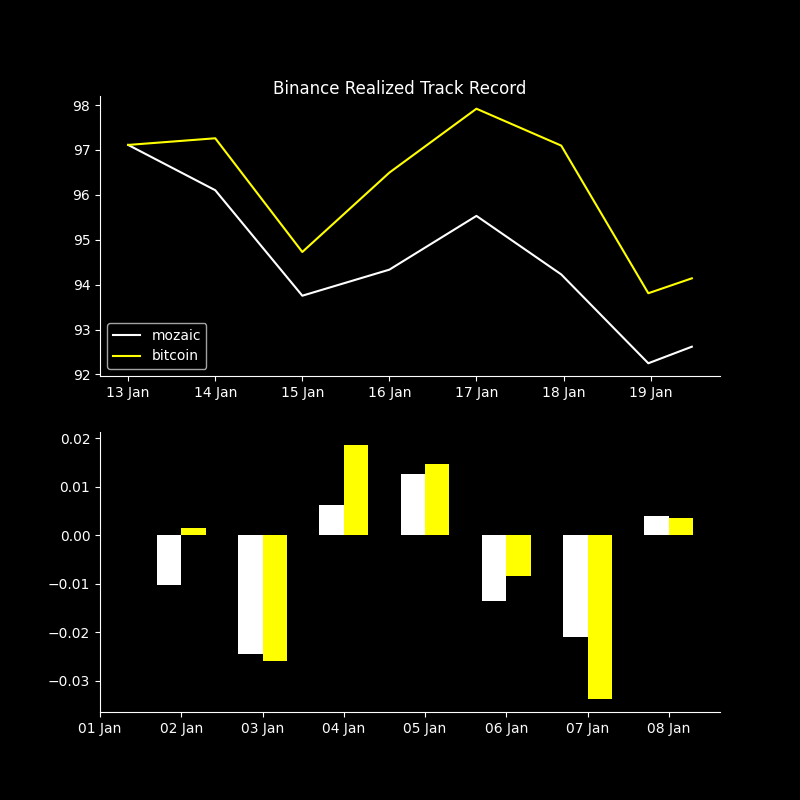 Binance Realized Track Record
98
97
96
95
94
93
92
mozaic
bitcoin
13 Jan 14 Jan 15 Jan 16 Jan 17 Jan 18 Jan 19 Jan
0.02
0.01
0.00
−0.01
−0.02
−0.03
01 Jan 02 Jan 03 Jan 04 Jan 05 Jan 06 Jan 07 Jan 08 Jan